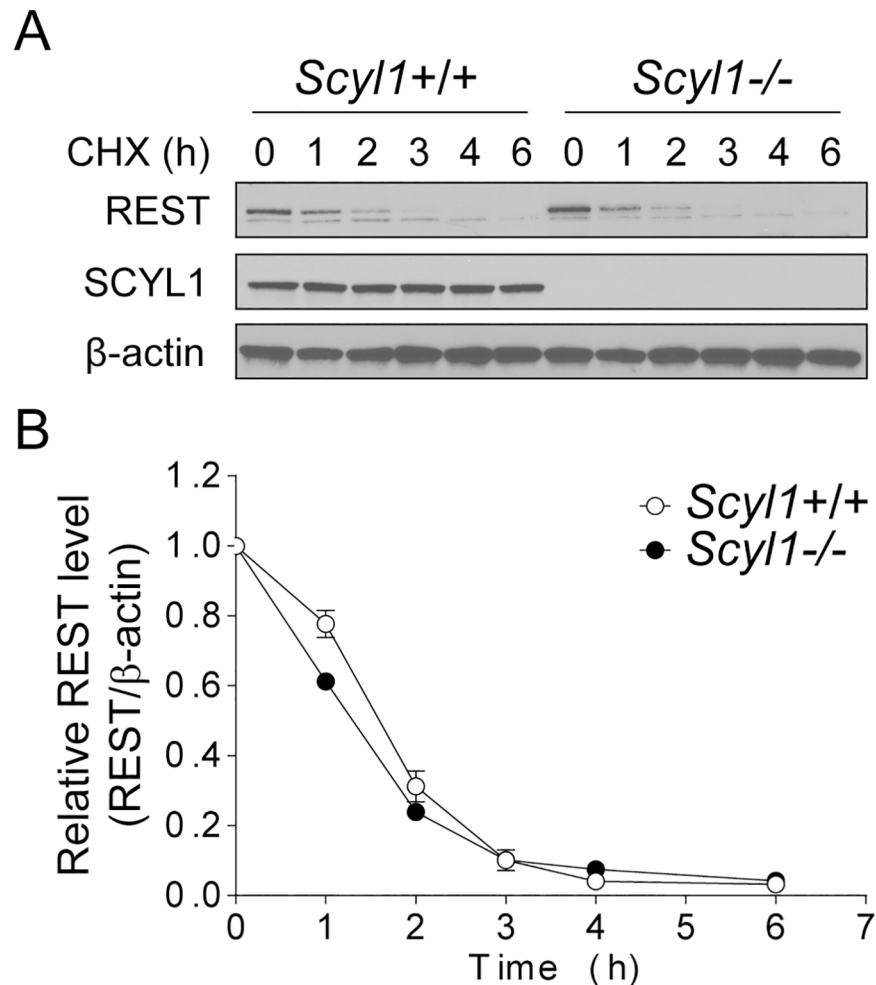 A
Scyl1+/+ Scyl1-/-
CHX (h) 0 1 2 3 4 6 0 1 2 3 4 6
REST
SCYL1
β-actin
B
Relative REST level
(REST/β-actin)
1.2
1.0
0.8
0.6
0.4
0.2
0.0
Scyl1+/+
Scyl1-/-
0 1 2 3 4 5 6 7
Time (h)